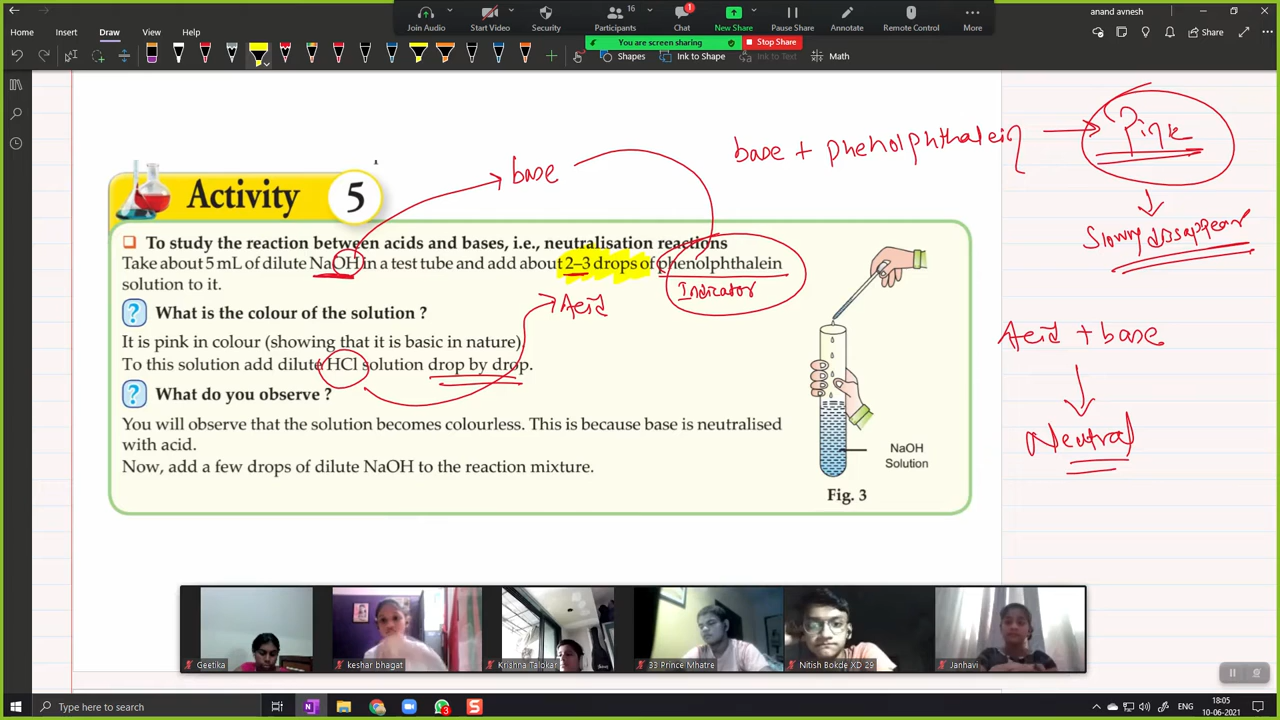 anand avnesh
16
1
Join Audio
Start Video
Security
Participants
Chat
New Share
Pause Share
Annotate
Remote Control
More
You are screen sharing
Stop Share
Home
Insert
Draw
View
Help
Share
Shapes
Ink to Shape
Ink to Text
Math
base + phenolphthalein
Pink
Slowly disappear
base
Activity 5
To study the reaction between acids and bases, i.e., neutralisation reactions
Take about 5 mL of dilute NaOH in a test tube and add about 2–3 drops of phenolphthalein
solution to it.
Indicator
Acid
? What is the colour of the solution ?
It is pink in colour (showing that it is basic in nature)
To this solution add dilute HCl solution drop by drop.
? What do you observe ?
You will observe that the solution becomes colourless. This is because base is neutralised
with acid.
Now, add a few drops of dilute NaOH to the reaction mixture.
NaOH
Solution
Fig. 3
Acid + base
Neutral
Geetika
keshar bhagat
Krishna Talokar
33 Prince Mhatre
Nitish Bokde XD 29
Janhavi
Type here to search
3
ENG
18:05
10-06-2021